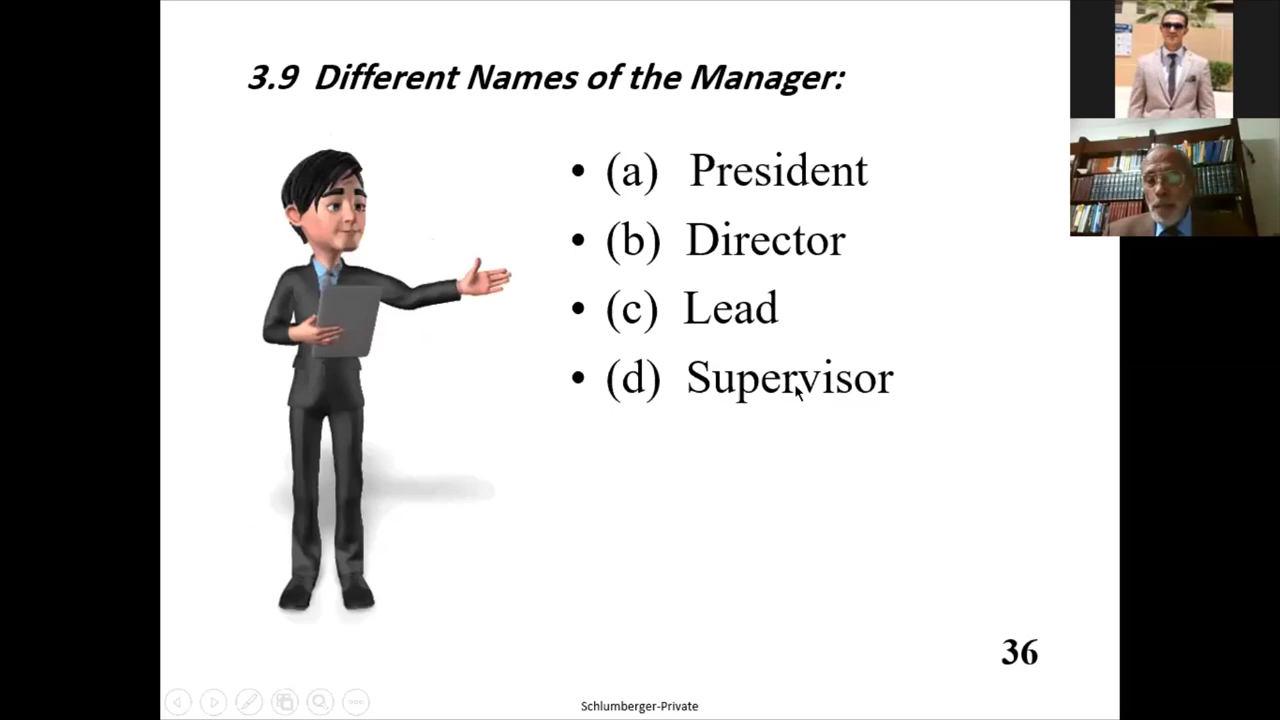 3.9 Different Names of the Manager:
• (a) President
• (b) Director
• (c) Lead
• (d) Supervisor
36
Schlumberger-Private